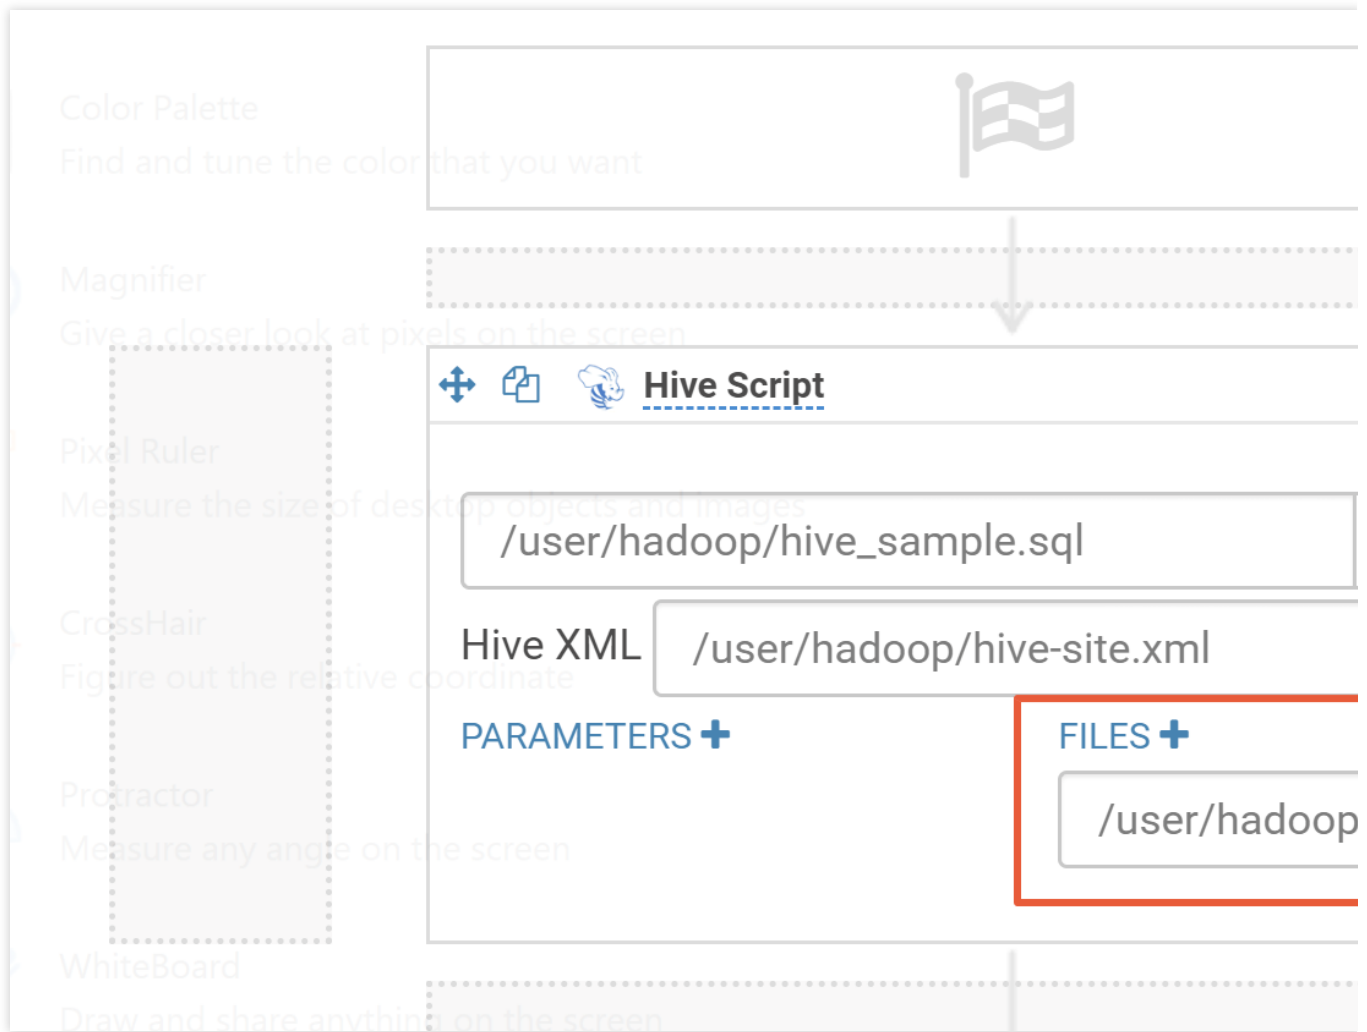 Color Palette
Find and tune the color that you want
Magnifier
Give a closer look at pixels on the screen
Hive Script
Pixel Ruler
Measure the size of desktop objects and images
/user/hadoop/hive_sample.sql
CrossHair
Hive XML /user/hadoop/hive-site.xml
Figure out the relative coordinate
PARAMETERS FILES
Protractor
/user/hadoop
Measure any angle on the screen
WhiteBoard
Draw and share anything on the screen